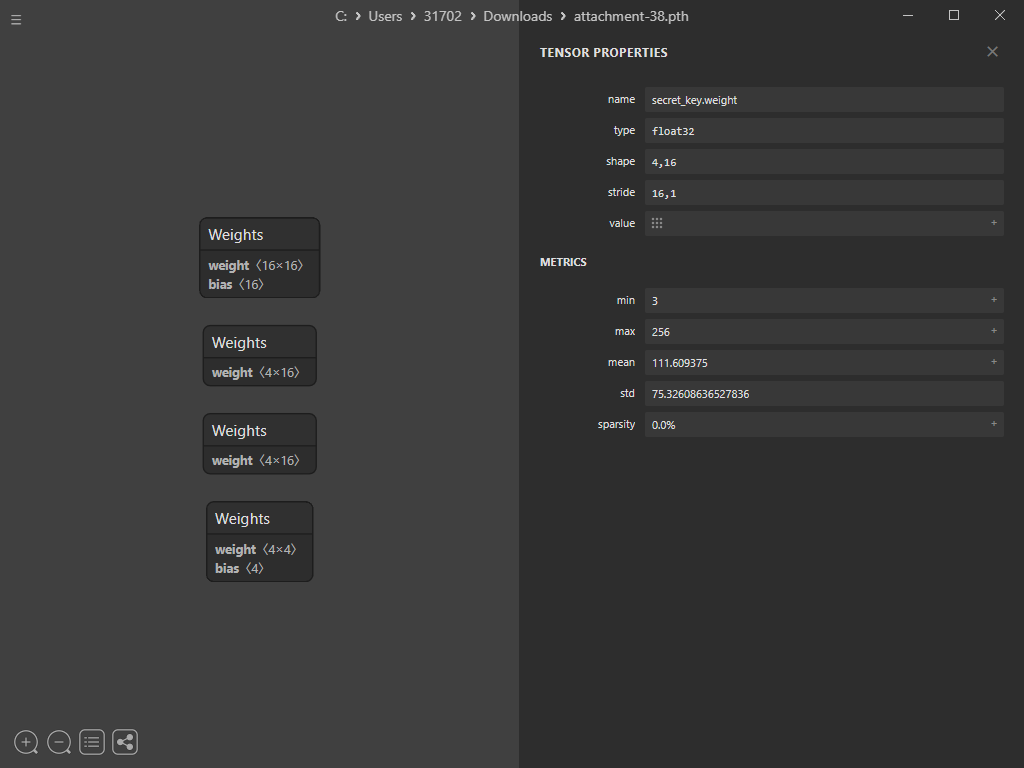 C: › Users › 31702 › Downloads › attachment-38.pth
Weights
weight 〈16×16〉
bias 〈16〉
Weights
weight 〈4×16〉
Weights
weight 〈4×16〉
Weights
weight 〈4×4〉
bias 〈4〉
TENSOR PROPERTIES
name secret_key.weight
type float32
shape 4,16
stride 16,1
value +
METRICS
min 3 +
max 256 +
mean 111.609375 +
std 75.32608636527836
sparsity 0.0% +